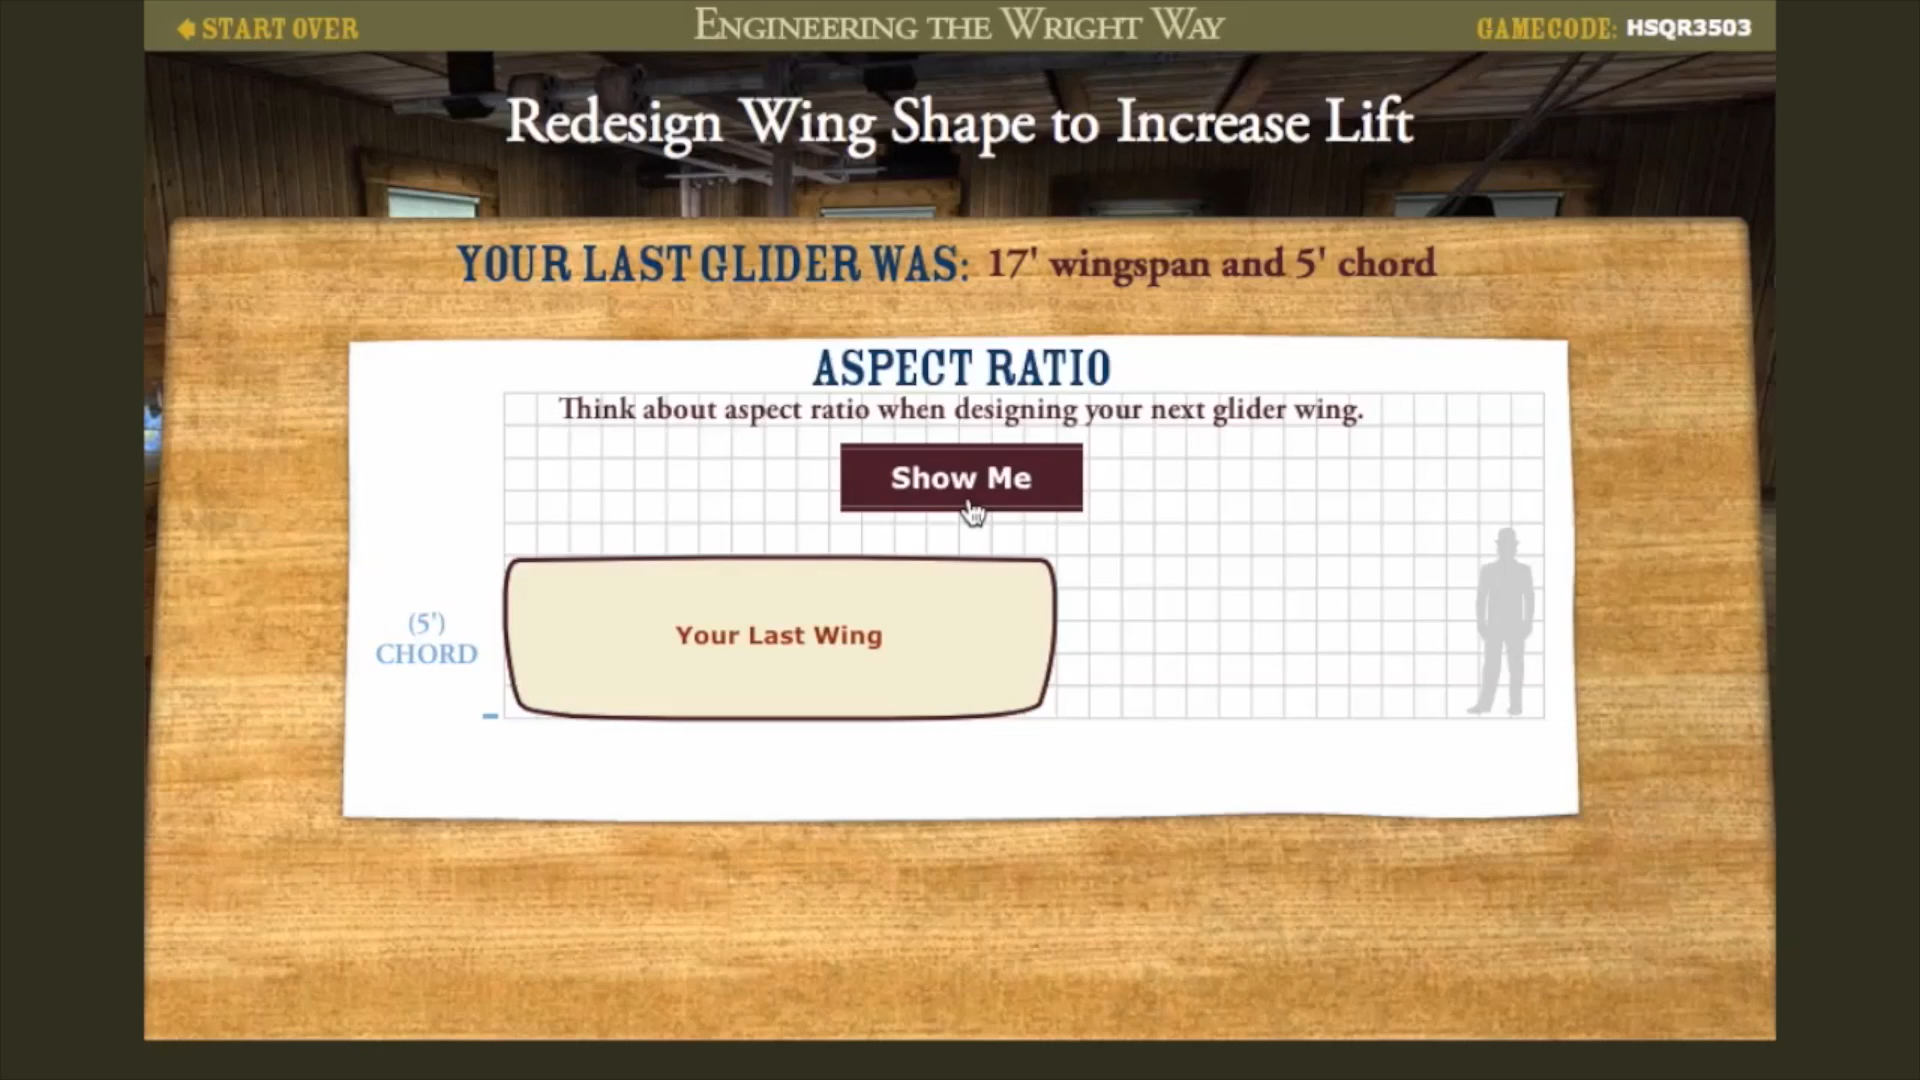 START OVER
ENGINEERING THE WRIGHT WAY
GAMECODE: HSQR3503
Redesign Wing Shape to Increase Lift
YOUR LAST GLIDER WAS: 17' wingspan and 5' chord
ASPECT RATIO
Think about aspect ratio when designing your next glider wing.
Show Me
(5')
CHORD
Your Last Wing